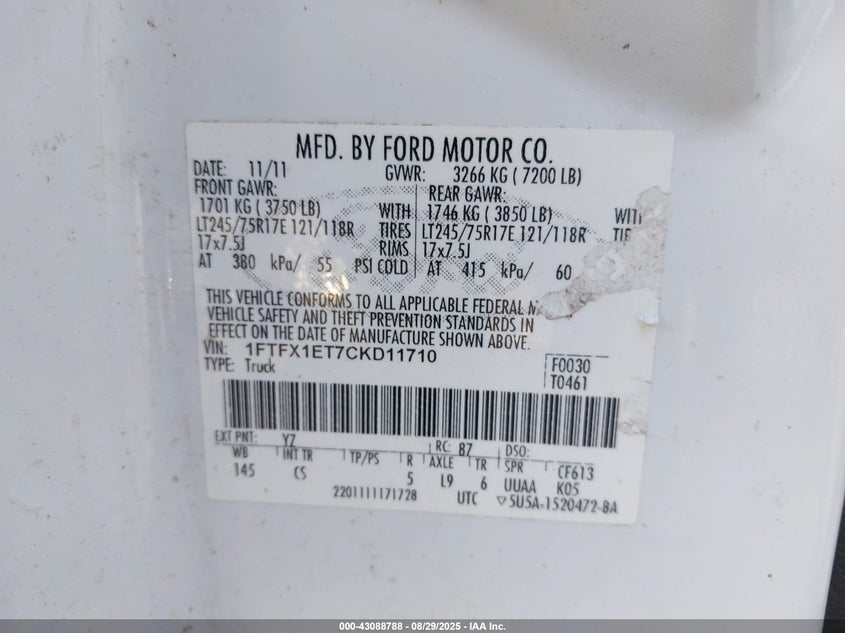 MFD. BY FORD MOTOR CO.
DATE: 11/11 GVWR: 3266 KG ( 7200 LB)
FRONT GAWR: REAR GAWR:
1701 KG ( 3750 LB) WITH 1746 KG ( 3850 LB)
LT245/75R17E 121/118R TIRES LT245/75R17E 121/118R
17x7.5J RIMS 17x7.5J
AT 380 kPa/ 55 PSI COLD AT 415 kPa/ 60
THIS VEHICLE CONFORMS TO ALL APPLICABLE FEDERAL
VEHICLE SAFETY AND THEFT PREVENTION STANDARDS IN
EFFECT ON THE DATE OF MANUFACTURE SHOWN ABOVE.
VIN: 1FTFX1ET7CKD11710 F0030
TYPE: Truck T0461
EXT PNT: YZ RC: 87 DSO:
WB INT TR TP/PS R AXLE TR SPR CF613
145 CS 5 L9 6 UUAA K05
2201111171728 UTC 5U5A-1520472-BA
000-43088788 - 08/29/2025 - IAA Inc.